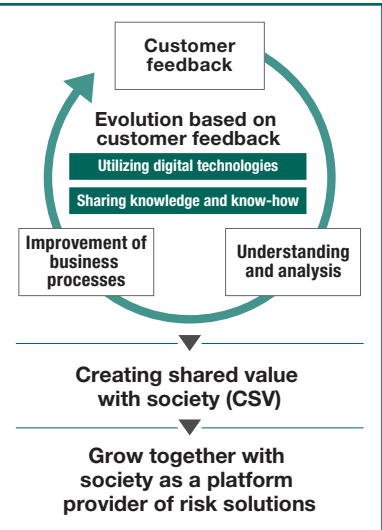 Customer
feedback
Evolution based on
customer feedback
Utilizing digital technologies
Sharing knowledge and know-how
Improvement of
business
processes
Understanding
and analysis
Creating shared value
with society (CSV)
Grow together with
society as a platform
provider of risk solutions